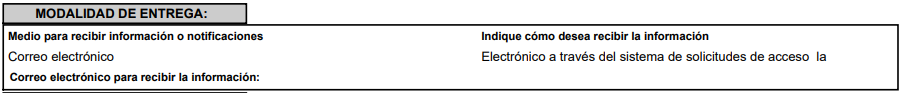 MODALIDAD DE ENTREGA:
Medio para recibir información o notificaciones
Indique cómo desea recibir la información
Correo electrónico
Electrónico a través del sistema de solicitudes de acceso  la
Correo electrónico para recibir la información: